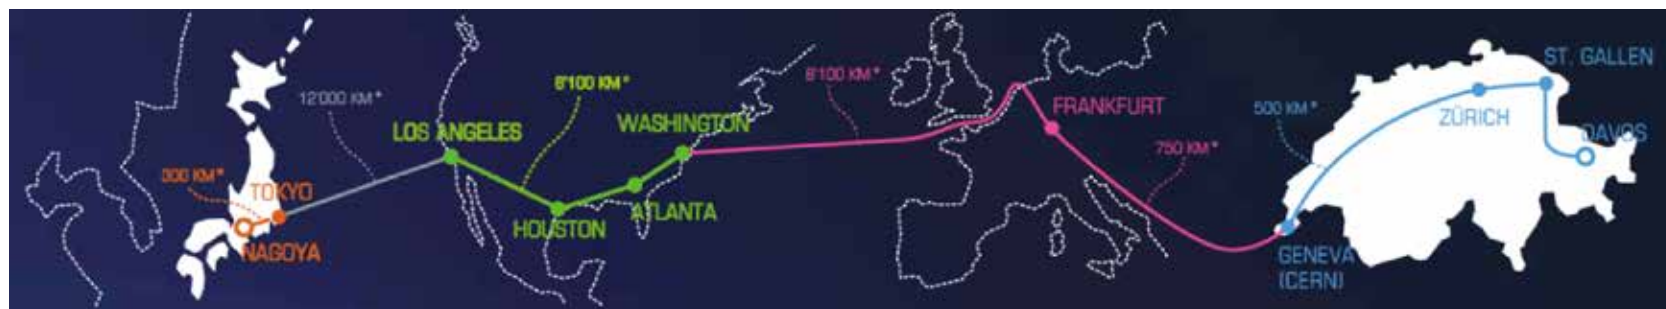 300 KM*
TOKYO
NAGOYA
12'000 KM*
LOS ANGELES
6'100 KM*
HOUSTON
ATLANTA
WASHINGTON
8'100 KM*
FRANKFURT
750 KM*
GENEVA
(CERN)
500 KM*
ZÜRICH
ST. GALLEN
DAVOS